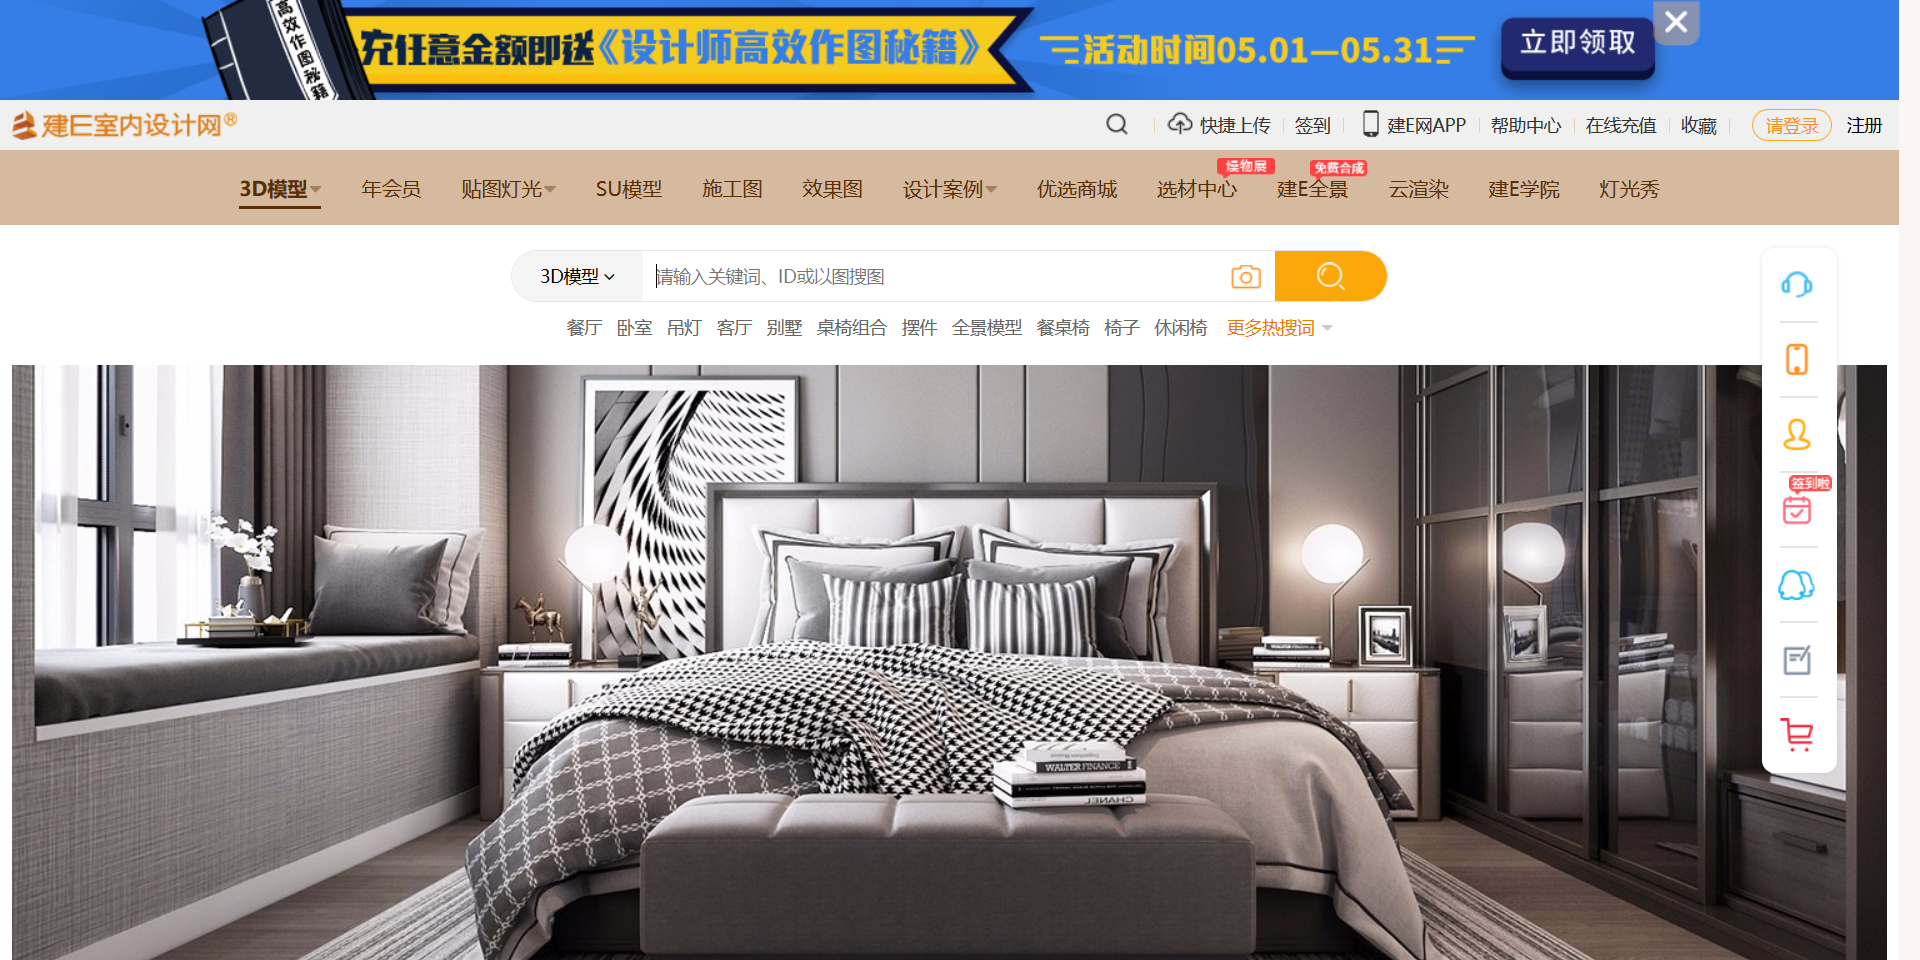 高效作图秘籍
充任意金额即送《设计师高效作图秘籍》
活动时间05.01—05.31
立即领取
建E室内设计网®
快捷上传
签到
建E网APP
帮助中心
在线充值
收藏
请登录
注册
3D模型
年会员
贴图灯光
SU模型
施工图
效果图
设计案例
优选商城
选材中心
燥物展
建E全景
免费合成
云渲染
建E学院
灯光秀
3D模型
请输入关键词、ID或以图搜图
餐厅 卧室 吊灯 客厅 别墅 桌椅组合 摆件 全景模型 餐桌椅 椅子 休闲椅 更多热搜词
签到啦
WALTER FINANCE
CHANEL